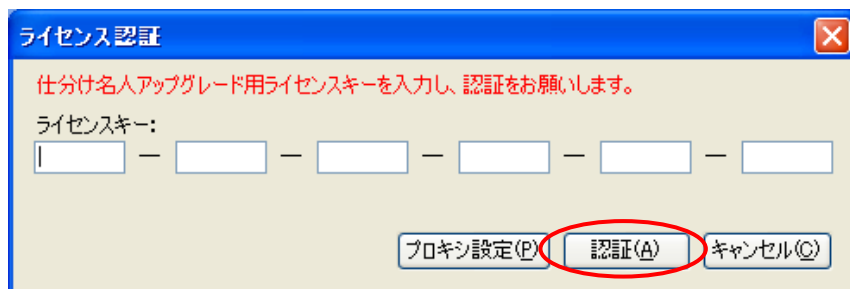 ライセンス認証
仕分け名人アップグレード用ライセンスキーを入力し、認証をお願いします。
ライセンスキー:
— — — — —
プロキシ設定(P) 認証(A) キャンセル(C)